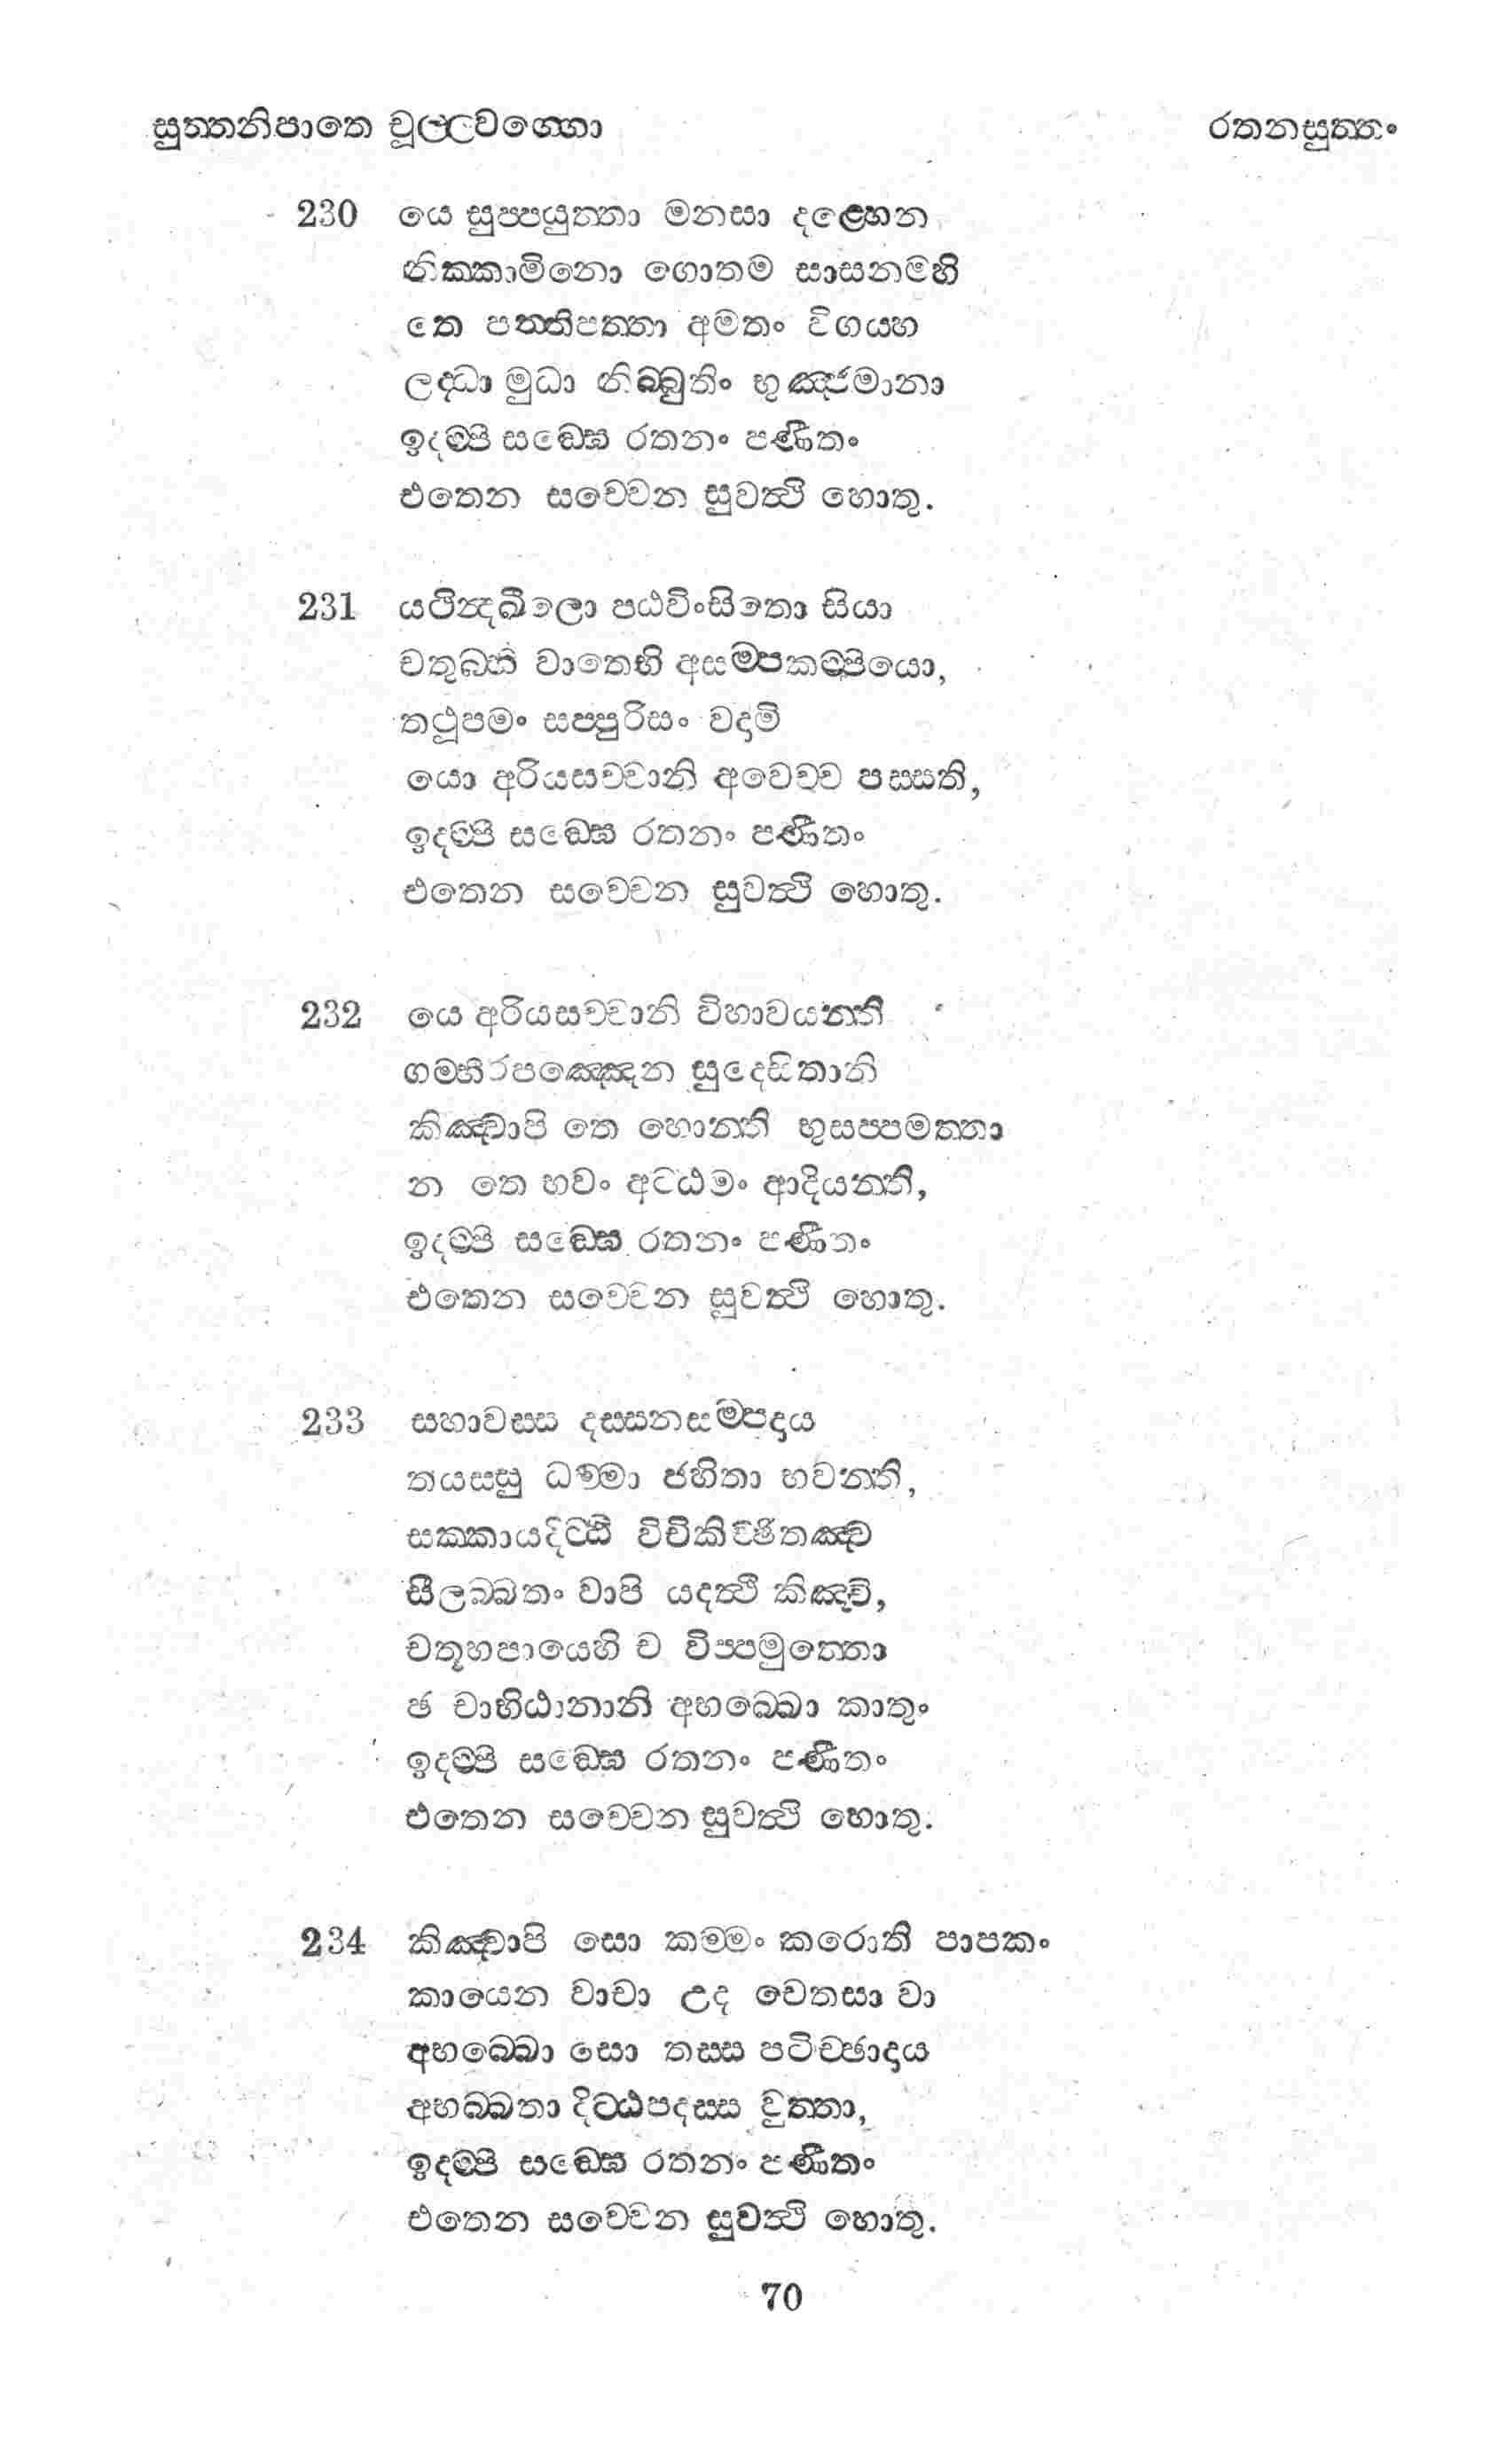 සුත්තනිපාතෙ චූලලවග්ගො රතනසුත්තං
230 යෙ සුප්පයුත්තා මනසා දළ්හෙන
නික්කාමිනො ගොතම සාසනම්හි
තෙ පත්තිපත්තා අමතං විගය්හ
ලද්ධා මුධා නිබ්බුතිං භුඤ්ජමානා
ඉදම්පි සඞ්ඝෙ රතනං පණීතං
එතෙන සච්චෙන සුවත්ථි හොතු.
231 යථින්ද්ඛීලො පඨවිංසිතො සියා
චතුබ්භි වාතෙභි අසම්පකම්පියො,
තථූපමං සප්පුරිසං වදාමි
යො අරියසච්චානි අවෙච්ච පස්සති,
ඉදම්පි සඞ්ඝෙ රතනං පණීතං
එතෙන සච්චෙන සුවත්ථි හොතු.
232 යෙ අරියසච්චානි විභාවයන්ති
ගම්භීරපඤ්ඤෙන සුදෙසිතානි
කිඤ්චාපි තෙ හොන්ති භුසප්පමත්තා
න තෙ භවං අට්ඨමං ආදියන්ති,
ඉදම්පි සඞ්ඝෙ රතනං පණීතං
එතෙන සච්චෙන සුවත්ථි හොතු.
233 සහාවස්ස දස්සනසම්පදාය
තයස්සු ධම්මා ජහිතා භවන්ති,
සක්කායදිට්ඨි විචිකිච්ඡිතඤ්ච
සීලබ්බතං වාපි යදත්ථි කිඤ්චි,
චතූහපායෙහි ච විප්පමුත්තො
ඡ චාභිඨානානි අභබ්බො කාතුං
ඉදම්පි සඞ්ඝෙ රතනං පණීතං
එතෙන සච්චෙන සුවත්ථි හොතු.
234 කිඤ්චාපි සො කම්මං කරොති පාපකං
කායෙන වාචා උද චෙතසා වා
අභබ්බො සො තස්ස පටිච්ඡාදාය
අභබ්බතා දිට්ඨපදස්ස වුත්තා,
ඉදම්පි සඞ්ඝෙ රතනං පණීතං
එතෙන සච්චෙන සුවත්ථි හොතු.
70